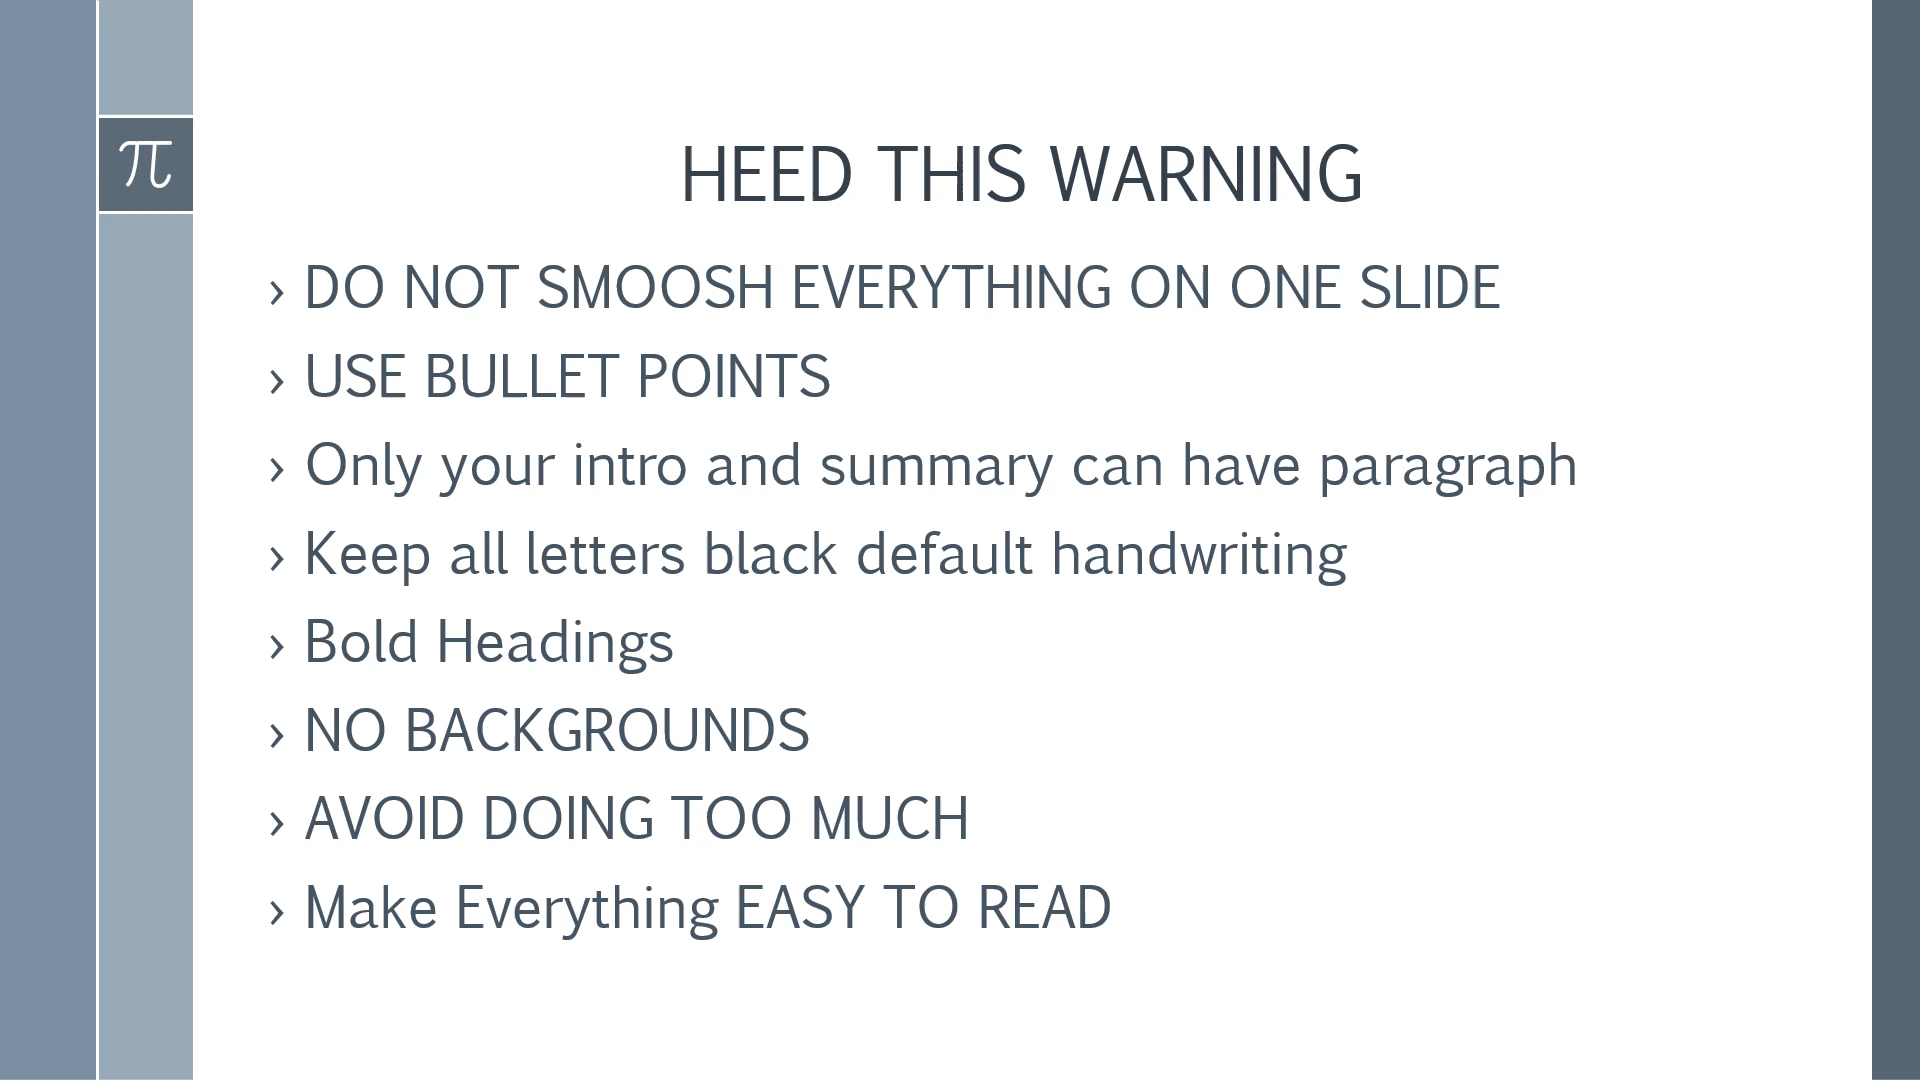 π
HEED THIS WARNING
› DO NOT SMOOSH EVERYTHING ON ONE SLIDE
› USE BULLET POINTS
› Only your intro and summary can have paragraph
› Keep all letters black default handwriting
› Bold Headings
› NO BACKGROUNDS
› AVOID DOING TOO MUCH
› Make Everything EASY TO READ